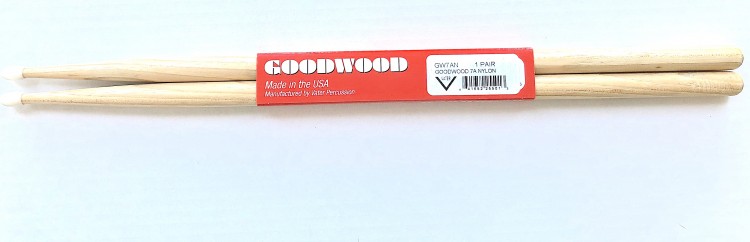 GOODWOOD
Made in the USA
Manufactured by Vater Percussion
GW7AN 1 PAIR
GOODWOOD 7A NYLON